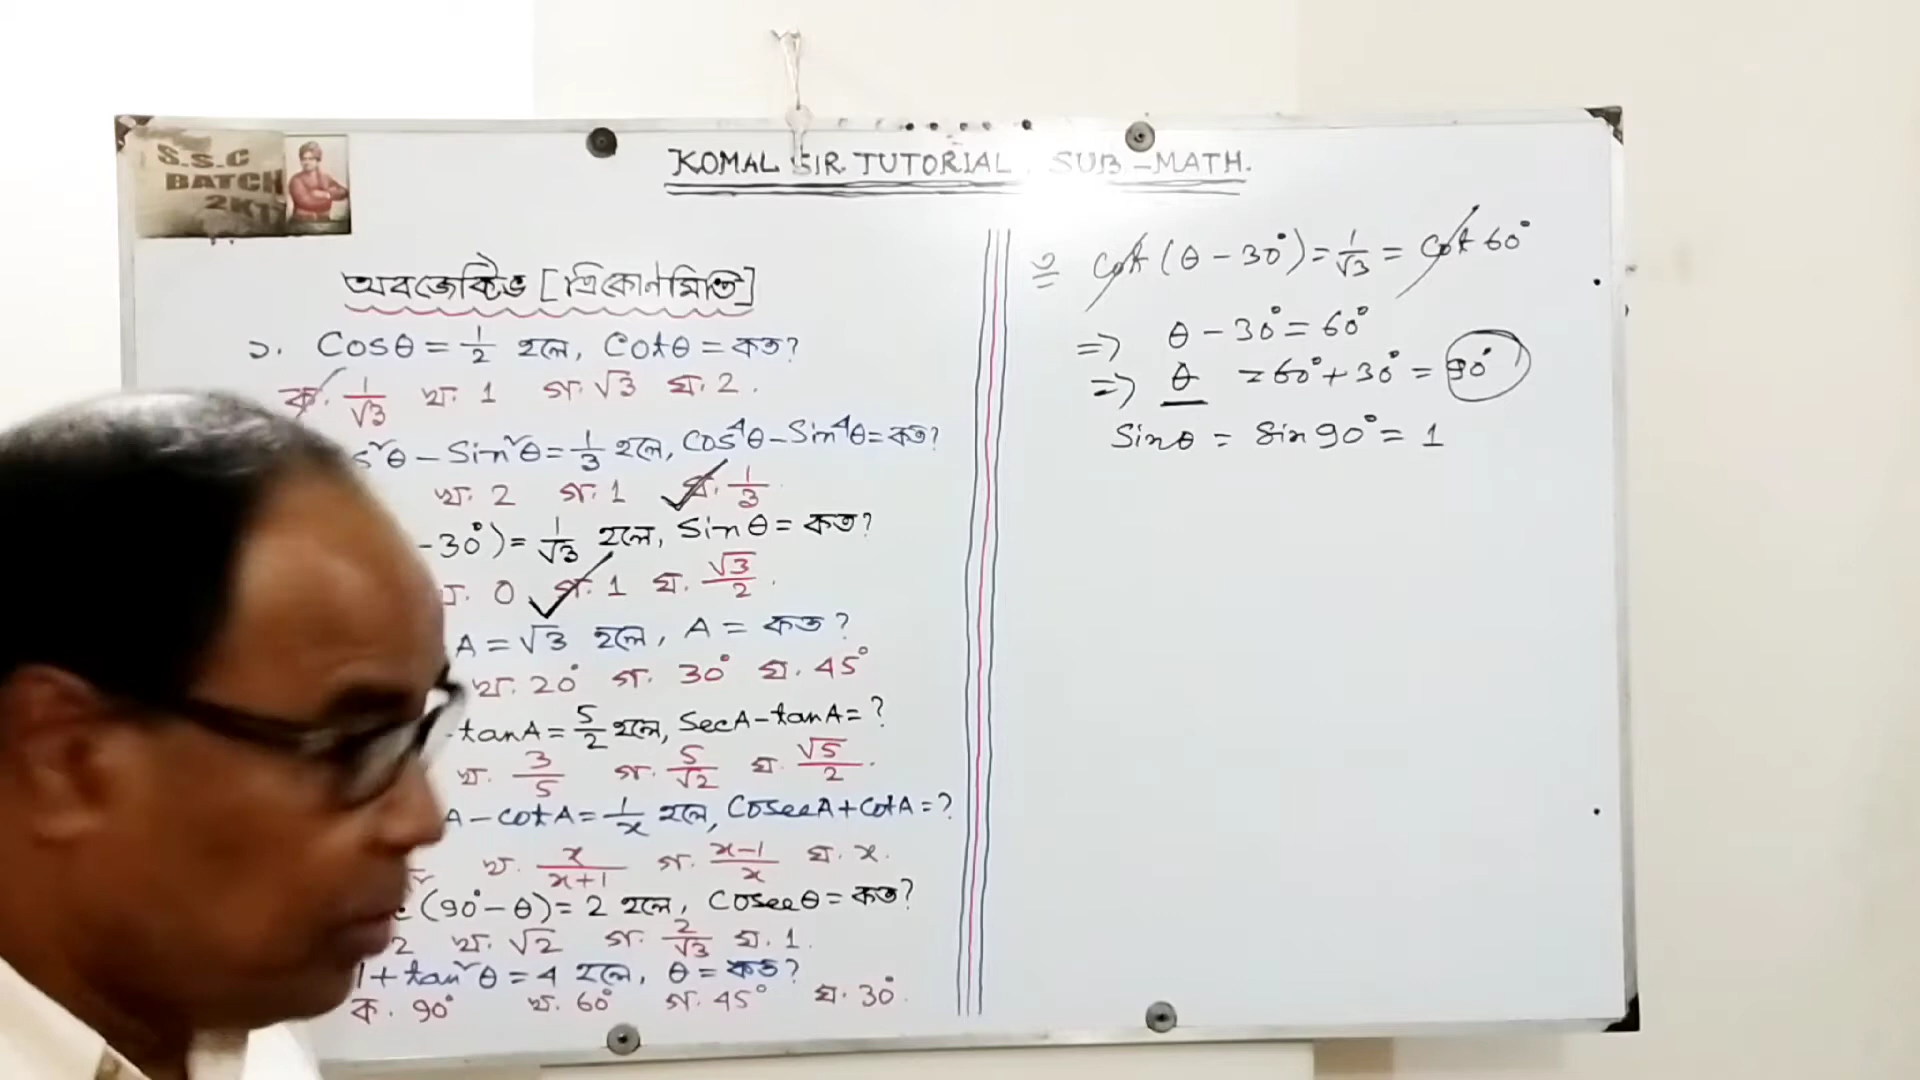 S.S.C
BATCH
2K17
KOMAL SIR TUTORIAL, SUB.-MATH.
অবজেক্টিভ [ত্রিকোণমিতি]
১. Cosθ = 1/2 হলে, Cotθ = কত?
ক. 1/√3 খ. 1 গ. √3 ঘ. 2.
s²θ - Sin²θ = 1/3 হলে, Cos⁴θ - Sin⁴θ = কত?
খ. 2 গ. 1 ঘ. 1/3
-30°) = 1/√3 হলে, Sinθ = কত?
0 গ. 1 ঘ. √3/2.
A = √3 হলে, A = কত?
খ. 20° গ. 30° ঘ. 45°
tanA = 5/2 হলে, SecA - tanA = ?
খ. 3/5 গ. 5/√2 ঘ. √5/2.
A - CotA = 1/x হলে, CosecA + CotA = ?
খ. x/x+1 গ. x-1/x ঘ. x.
(90° - θ) = 2 হলে, Cosecθ = কত?
2 খ. √2 গ. 2/√3 ঘ. 1.
1 + tan²θ = 4 হলে, θ = কত?
ক. 90° খ. 60° গ. 45° ঘ. 30°.
৩ Cot (θ - 30°) = 1/√3 = Cot 60°
=> θ - 30° = 60°
=> θ = 60° + 30° = 90°
Sinθ = Sin 90° = 1